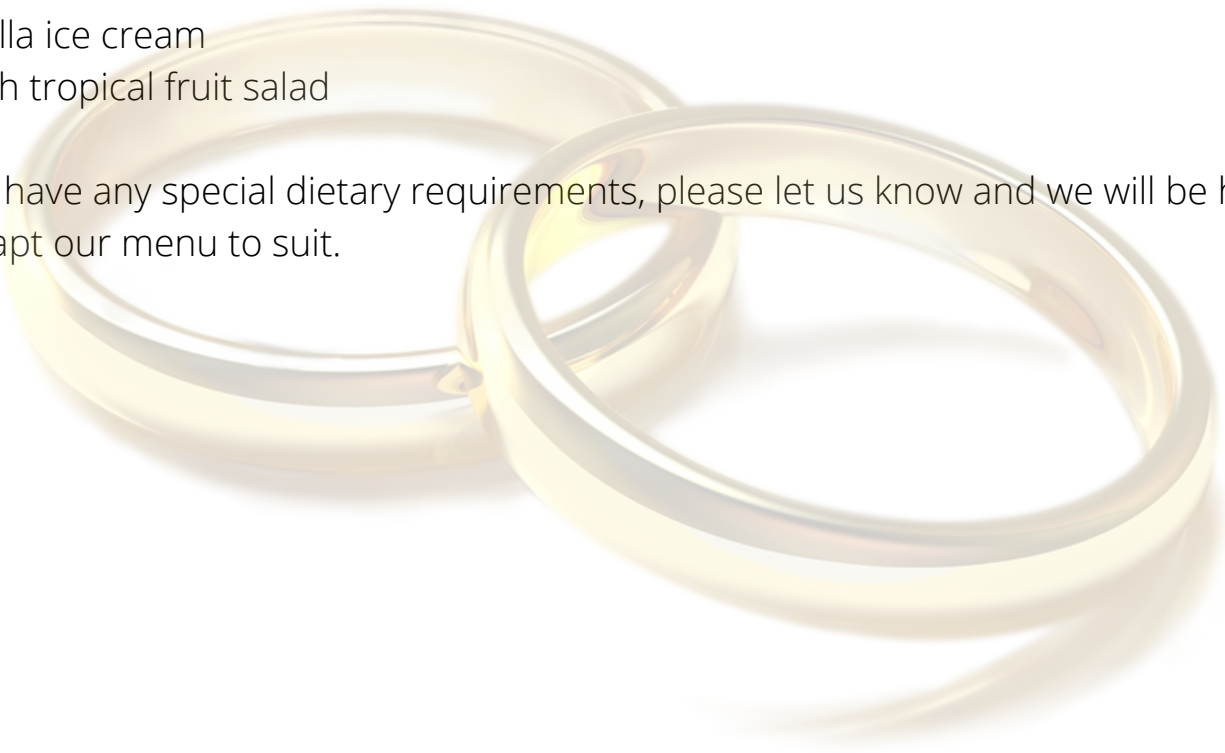 lla ice cream
h tropical fruit salad
have any special dietary requirements, please let us know and we will be h
apt our menu to suit.